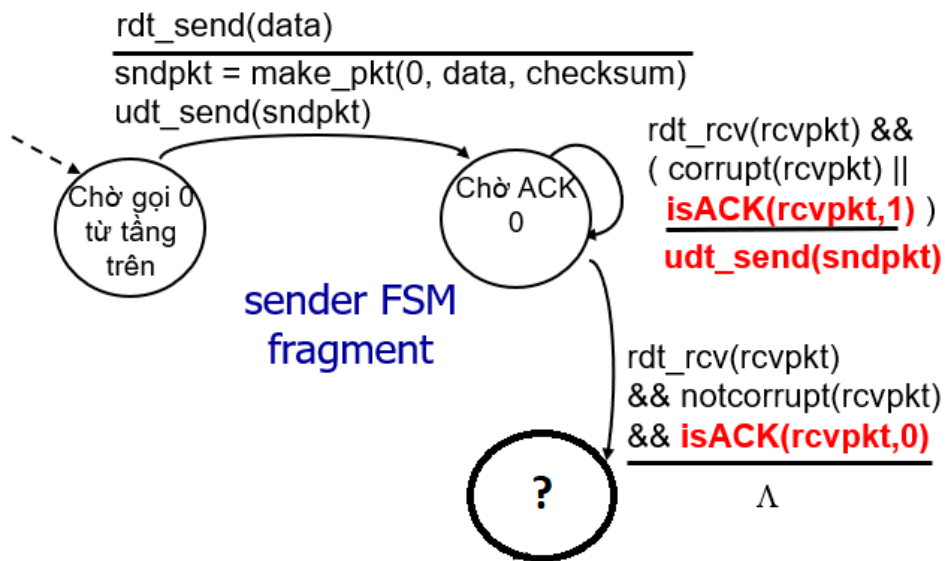 rdt_send(data)
sndpkt = make_pkt(0, data, checksum)
udt_send(sndpkt)
Chờ gọi 0
từ tầng
trên
Chờ ACK
0
rdt_rcv(rcvpkt) &&
( corrupt(rcvpkt) ||
isACK(rcvpkt,1) )
udt_send(sndpkt)
sender FSM
fragment
rdt_rcv(rcvpkt)
&& notcorrupt(rcvpkt)
&& isACK(rcvpkt,0)
Λ
?